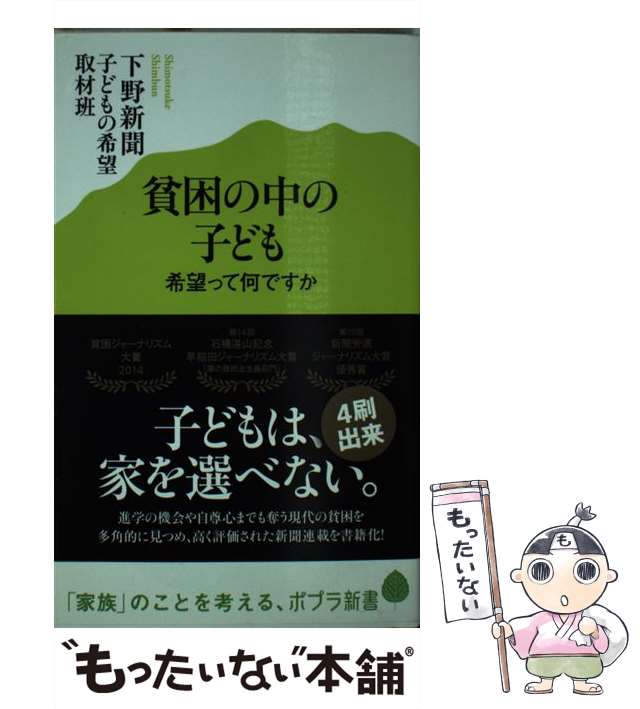 下野新聞
子どもの希望
取材班
Shimotsuke
Shimbun
貧困の中の
子ども
希望って何ですか
貧困ジャーナリズム
大賞
2014
第14回
石橋湛山記念
早稲田ジャーナリズム大賞
新聞労連
ジャーナリズム大賞
優秀賞
子どもは、
家を選べない。
4刷
出来
進学の機会や自尊心までも奪う現代の貧困を
多角的に見つめ、高く評価された新聞連載を書籍化!
「家族」のことを考える、ポプラ新書
"もったいない"本舗®
もったいない
も